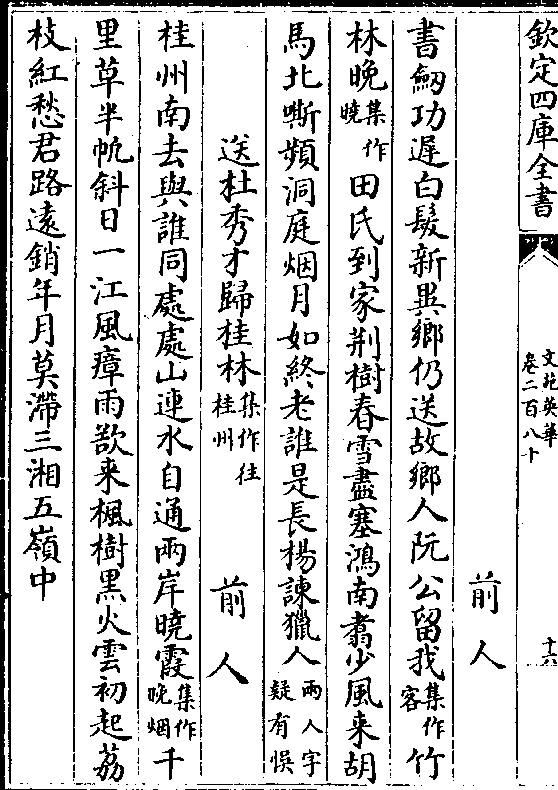 欽定四庫全書
文苑英華
卷二百八十
十六
前人
書劒功遲白髮新異鄉仍送故鄉人阮公留我集作客竹
林晩集作曉田氏到家荆樹春雪盡塞鴻南翥少風来胡
馬北嘶頻洞庭烟月如終老誰是長楊諫獵人兩人字疑有悞
送杜秀才歸桂林集作往桂州 前人
桂州南去與誰同處處山連水自通兩岸曉霞集作晩烟千
里草半帆斜日一江風瘴雨欲来楓樹黒火雲初起荔
枝紅愁君路遠銷年月莫滯三湘五嶺中